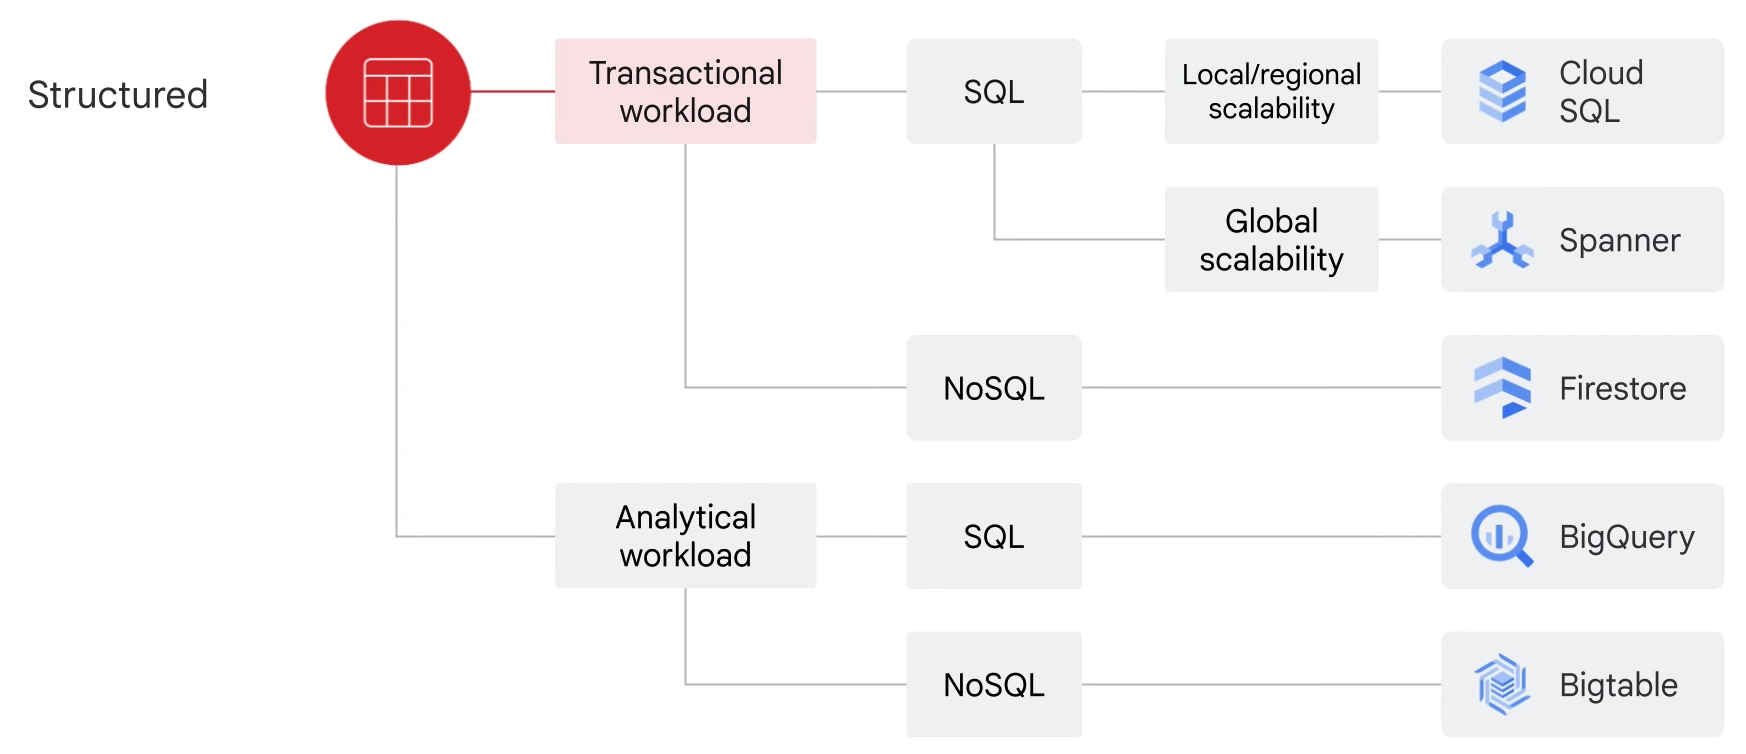 Structured
Transactional
workload
SQL
Local/regional
scalability
Cloud
SQL
Global
scalability
Spanner
NoSQL
Firestore
Analytical
workload
SQL
BigQuery
NoSQL
Bigtable